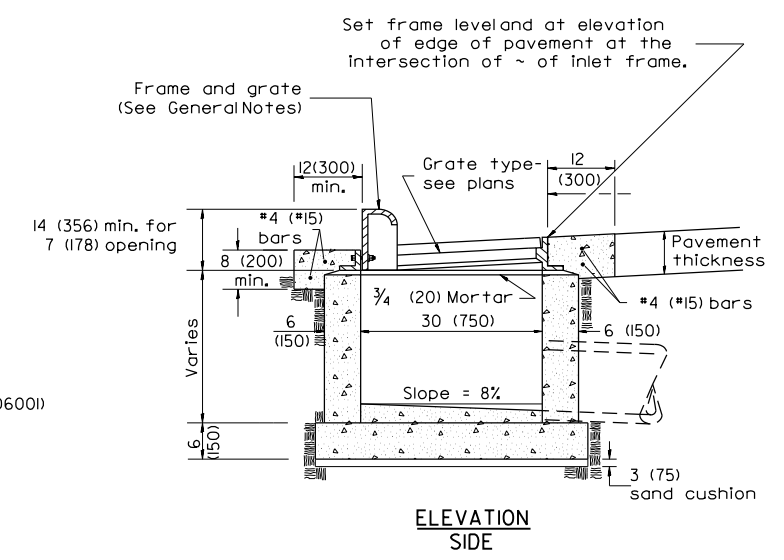 Set frame level and at elevation
of edge of pavement at the
intersection of ~ of inlet frame.
Frame and grate
(See General Notes)
12(300)
min.
Grate type-
see plans
12
(300)
14 (356) min. for
7 (178) opening
#4 (#15)
bars
8 (200)
min.
Pavement
thickness
3/4 (20) Mortar
#4 (#15) bars
6
(150)
30 (750)
6 (150)
Varies
Slope = 8%
06001)
6
(150)
3 (75)
sand cushion
ELEVATION
SIDE